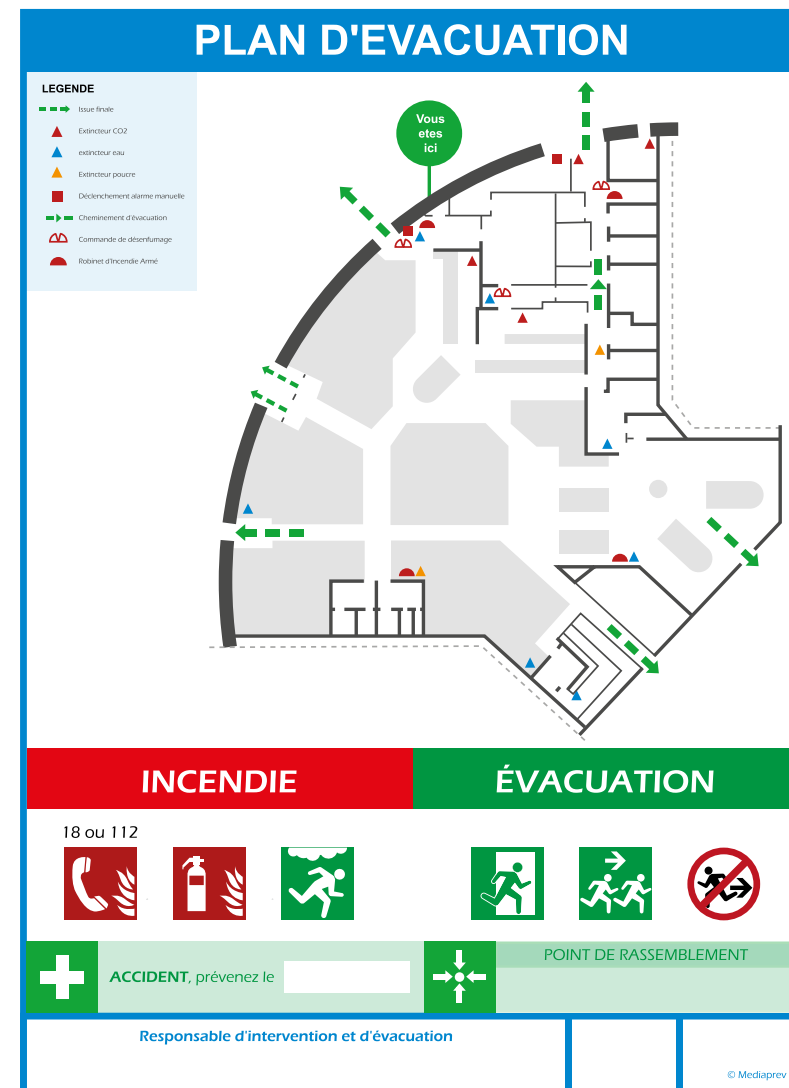 PLAN D'EVACUATION
LEGENDE
Issue finale
Extincteur CO2
extincteur eau
Extincteur poucre
Déclenchement alarme manuelle
Cheminement d'évacuation
Commande de désenfumage
Robinet d'Incendie Armé
Vous
etes
ici
INCENDIE
ÉVACUATION
18 ou 112
ACCIDENT, prévenez le
POINT DE RASSEMBLEMENT
Responsable d'intervention et d'évacuation
© Mediaprev